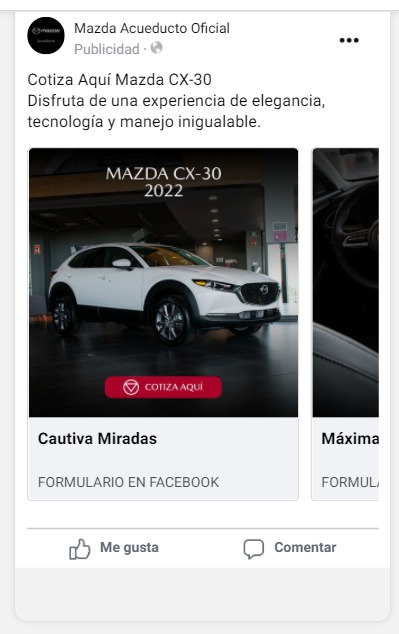 Mazda Acueducto Oficial
Publicidad ·
Cotiza Aquí Mazda CX-30
Disfruta de una experiencia de elegancia,
tecnología y manejo inigualable.
MAZDA CX-30
2022
COTIZA AQUÍ
Cautiva Miradas
FORMULARIO EN FACEBOOK
Máxima
FORMUL
Me gusta
Comentar